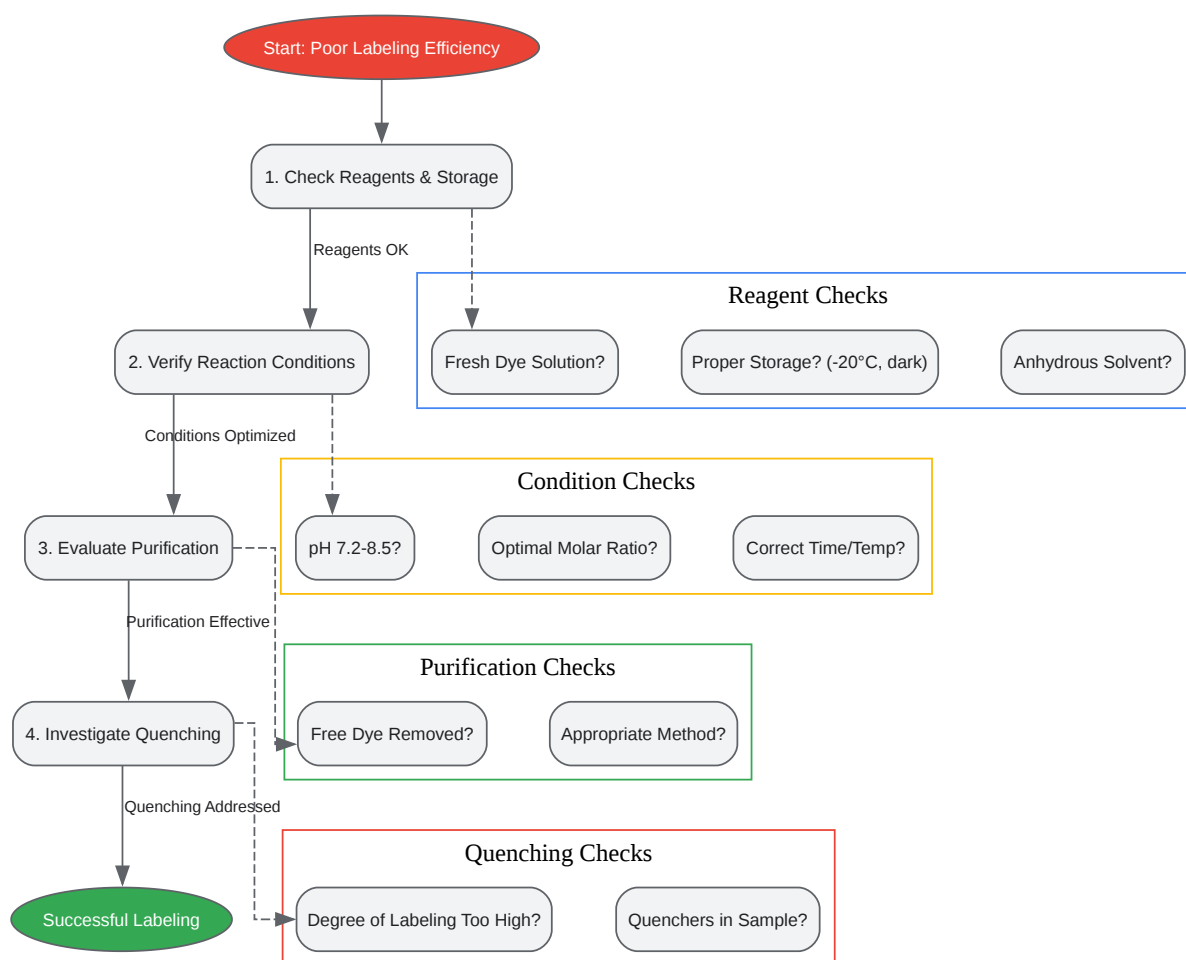 Start: Poor Labeling Efficiency
1. Check Reagents & Storage
Reagents OK
Reagent Checks
2. Verify Reaction Conditions
Fresh Dye Solution?
Proper Storage? (-20°C, dark)
Anhydrous Solvent?
Conditions Optimized
Condition Checks
3. Evaluate Purification
pH 7.2-8.5?
Optimal Molar Ratio?
Correct Time/Temp?
Purification Effective
Purification Checks
4. Investigate Quenching
Free Dye Removed?
Appropriate Method?
Quenching Addressed
Quenching Checks
Successful Labeling
Degree of Labeling Too High?
Quenchers in Sample?